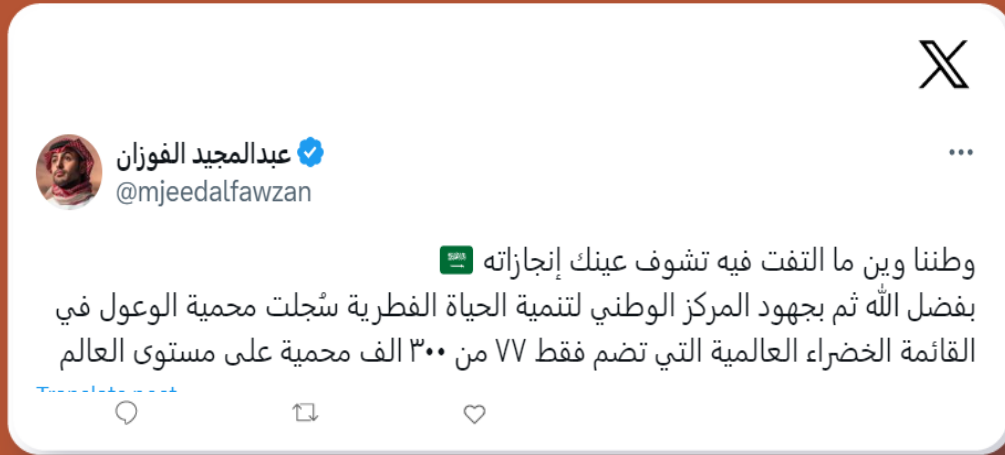 عبدالمجيد الفوزان
@mjeedalfawzan
وطننا وين ما التفت فيه تشوف عينك إنجازاته 🇸🇦
بفضل الله ثم بجهود المركز الوطني لتنمية الحياة الفطرية سُجلت محمية الوعول في
القائمة الخضراء العالمية التي تضم فقط ٧٧ من ٣٠٠ الف محمية على مستوى العالم
Translate post